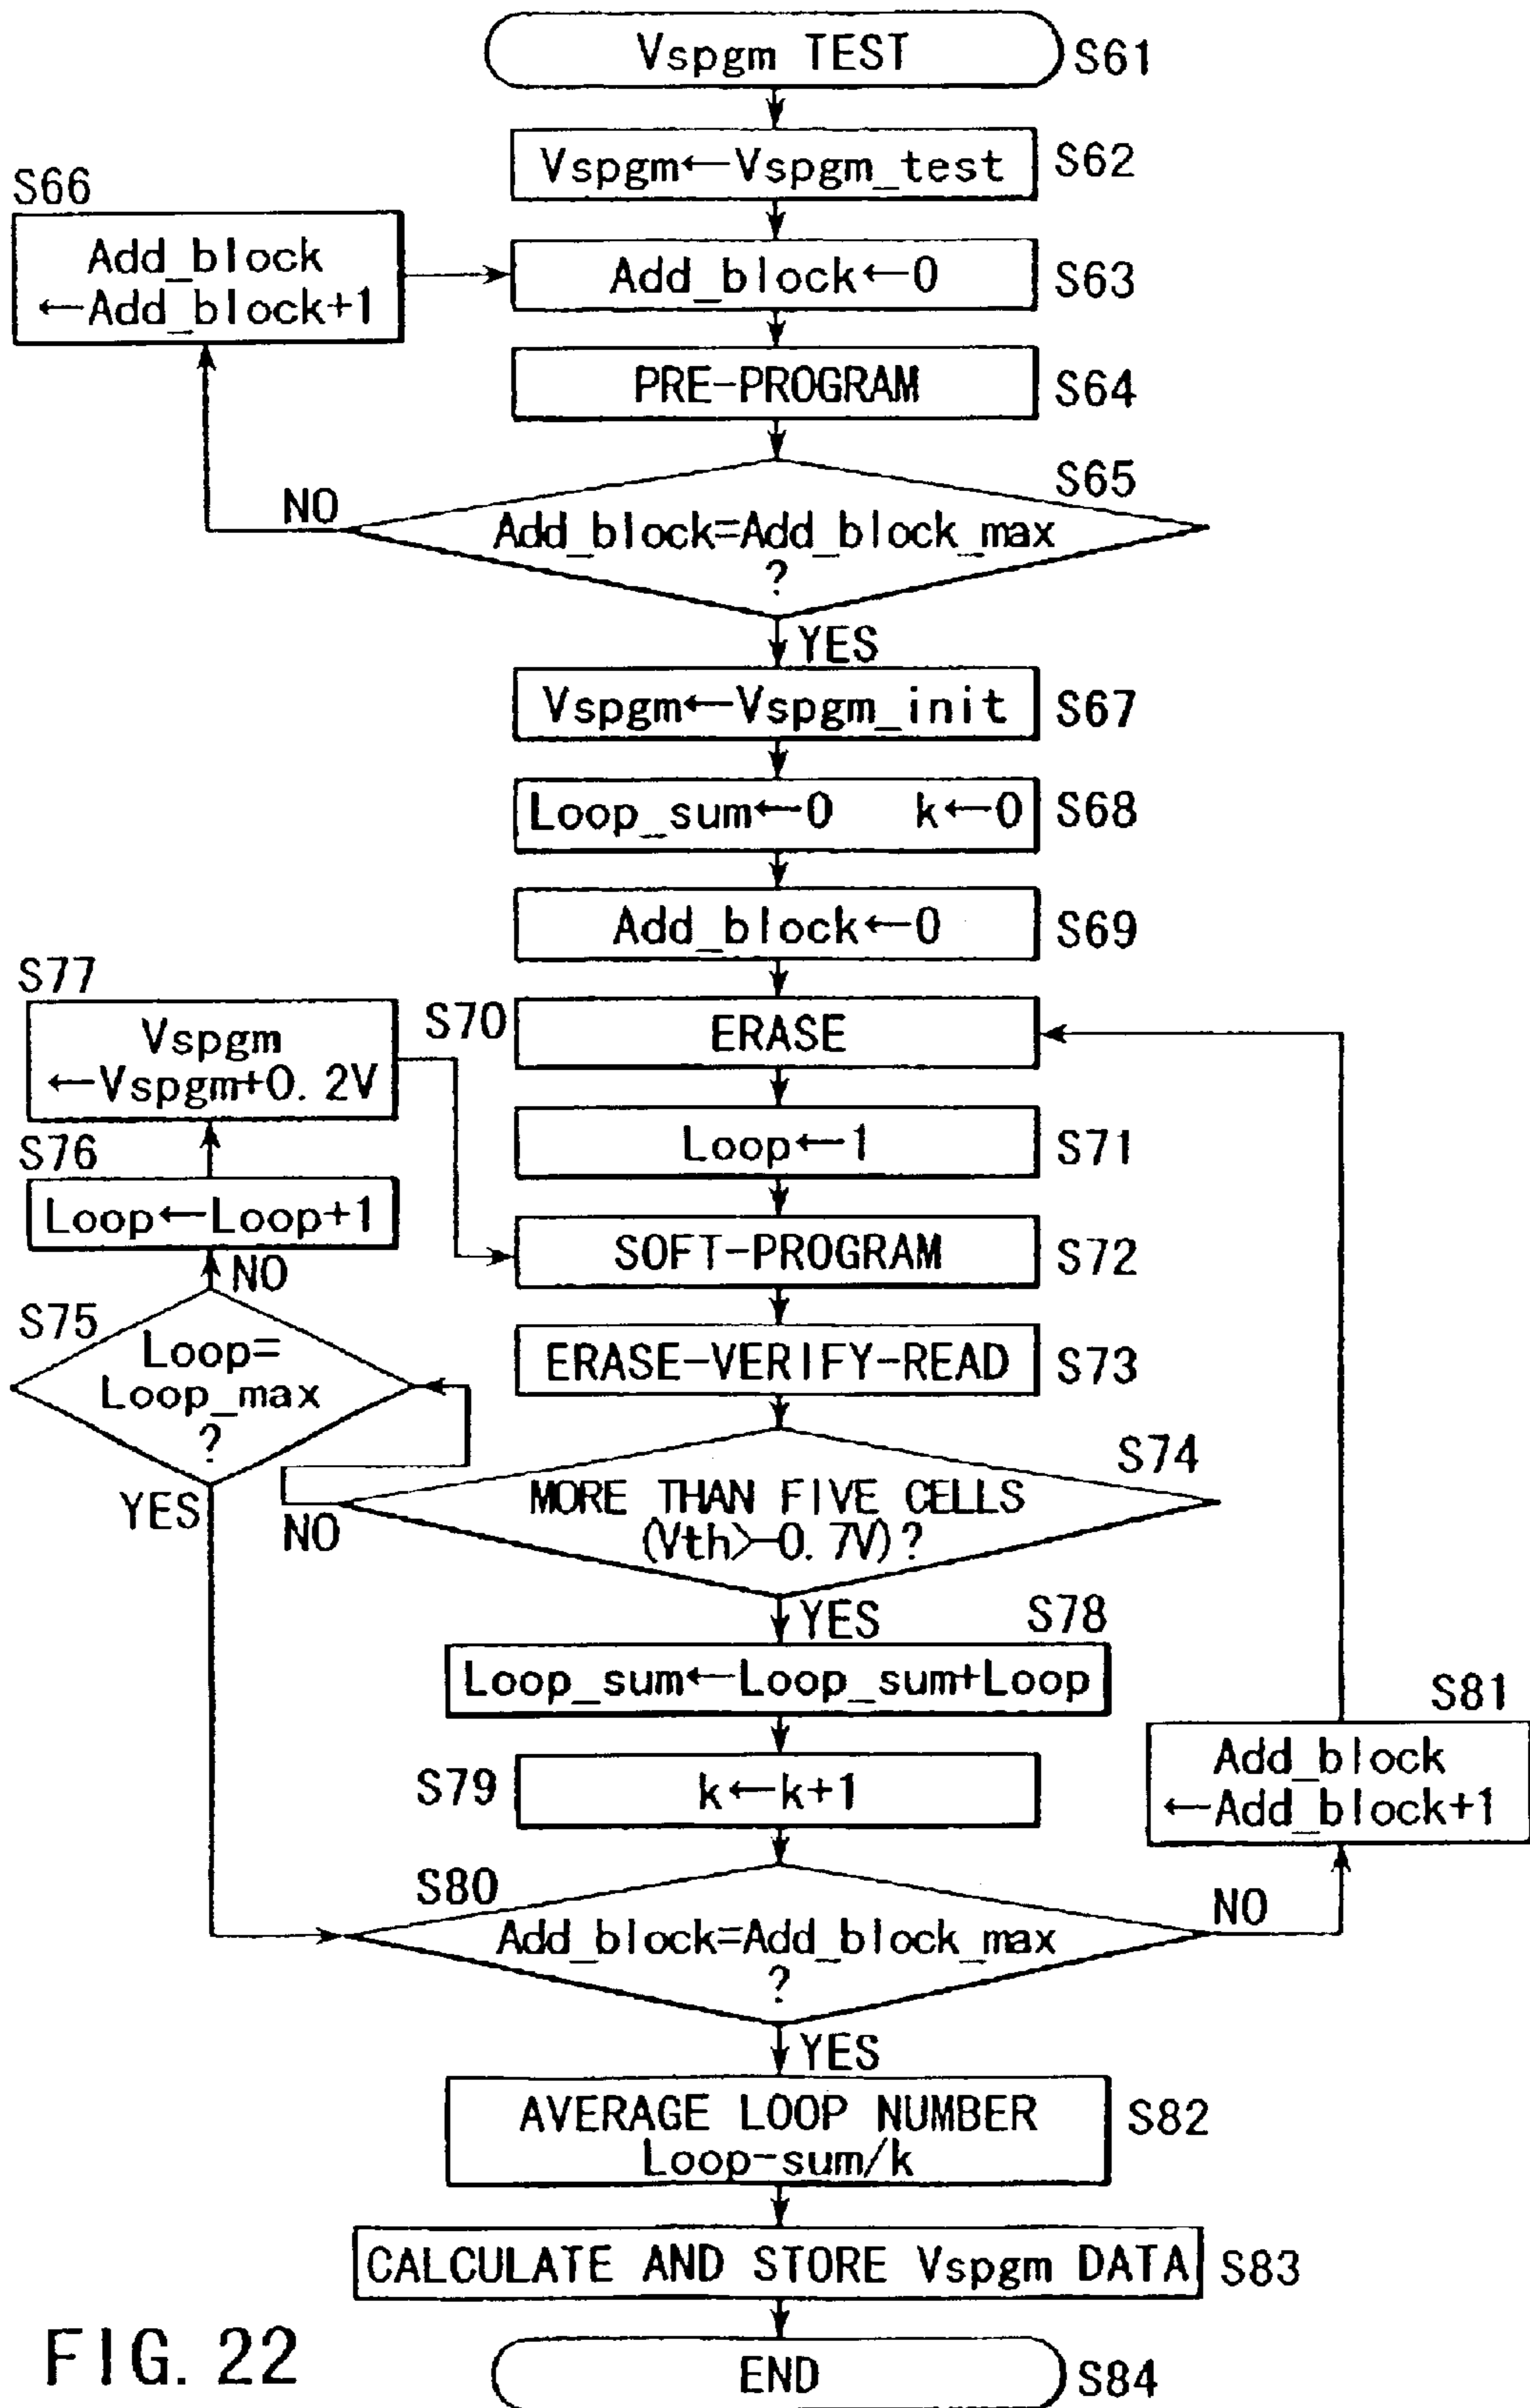 Vspgm TEST
S61
Vspgm←Vspgm_test
S62
S66
Add_block
←Add_block+1
Add_block←0
S63
PRE-PROGRAM
S64
S65
NO
Add_block=Add_block_max
?
YES
Vspgm←Vspgm_init
S67
Loop_sum←0 k←0
S68
Add_block←0
S69
S77
Vspgm
←Vspgm+0.2V
S70
ERASE
Loop←1
S71
S76
Loop←Loop+1
SOFT-PROGRAM
S72
NO
S75
Loop=
Loop_max
?
YES
ERASE-VERIFY-READ
S73
S74
MORE THAN FIVE CELLS
(Vth>-0.7V)?
NO
YES
S78
Loop_sum←Loop_sum+Loop
S79
k←k+1
S81
Add_block
←Add_block+1
S80
NO
Add_block=Add_block_max
?
YES
AVERAGE LOOP NUMBER
Loop-sum/k
S82
CALCULATE AND STORE Vspgm DATA
S83
END
S84
FIG. 22